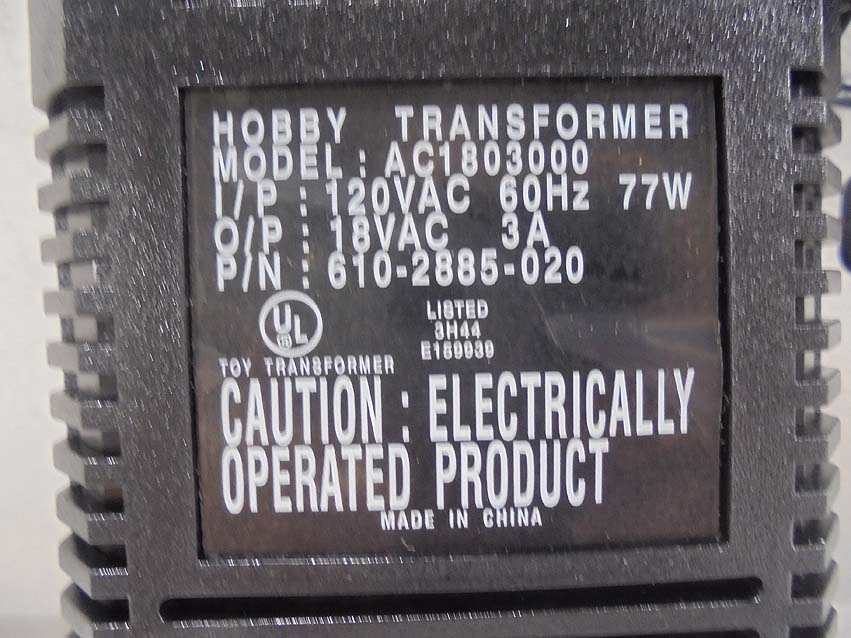 HOBBY TRANSFORMER
MODEL : AC1803000
I/P : 120VAC 60Hz 77W
O/P : 18VAC 3A
P/N : 610-2885-020
UL
LISTED
3H44
E159939
TOY TRANSFORMER
CAUTION : ELECTRICALLY
OPERATED PRODUCT
MADE IN CHINA